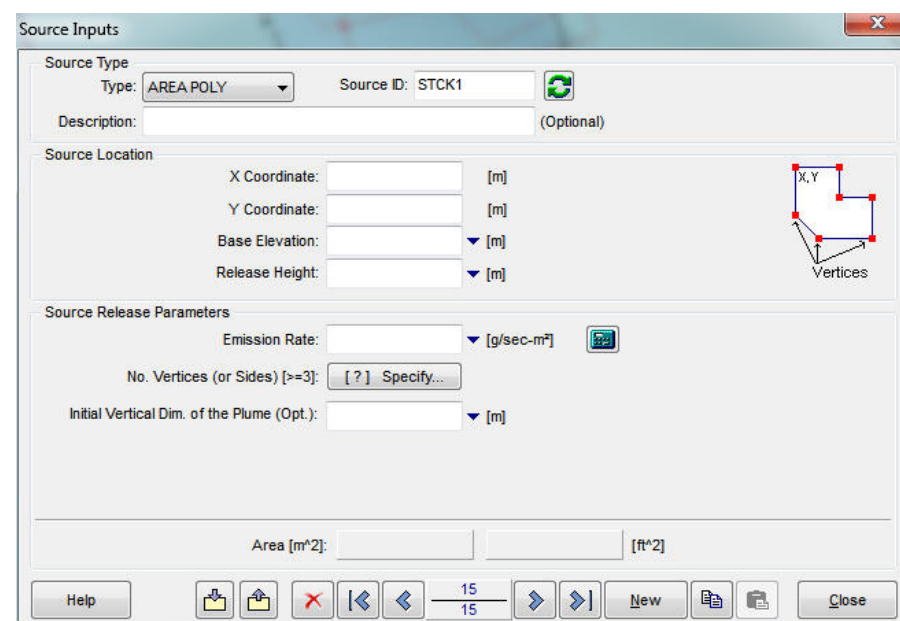 Source Inputs
Source Type
Type: AREA POLY Source ID: STCK1
Description: (Optional)
Source Location
X Coordinate: [m]
Y Coordinate: [m]
Base Elevation: [m]
Release Height: [m]
X,Y
Vertices
Source Release Parameters
Emission Rate: [g/sec-m²]
No. Vertices (or Sides) [>=3]: [ ? ] Specify...
Initial Vertical Dim. of the Plume (Opt.): [m]
Area [m^2]: [ft^2]
Help 15 New Close
15